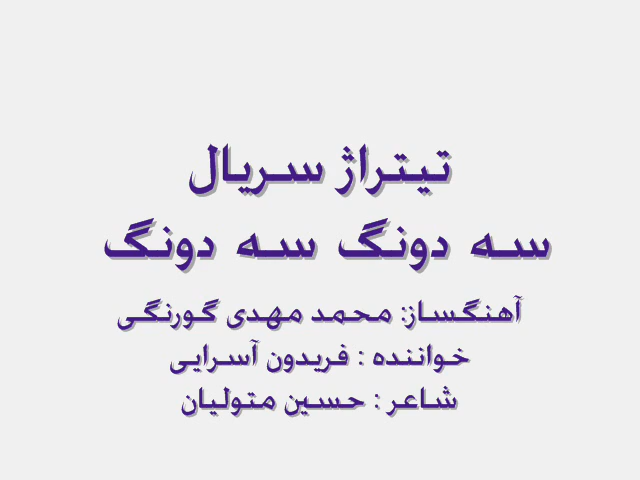 تیتراژ سریال
سه دونگ سه دونگ
آهنگساز: محمد مهدی گورنگی
خواننده : فریدون آسرایی
شاعر : حسین متولیان